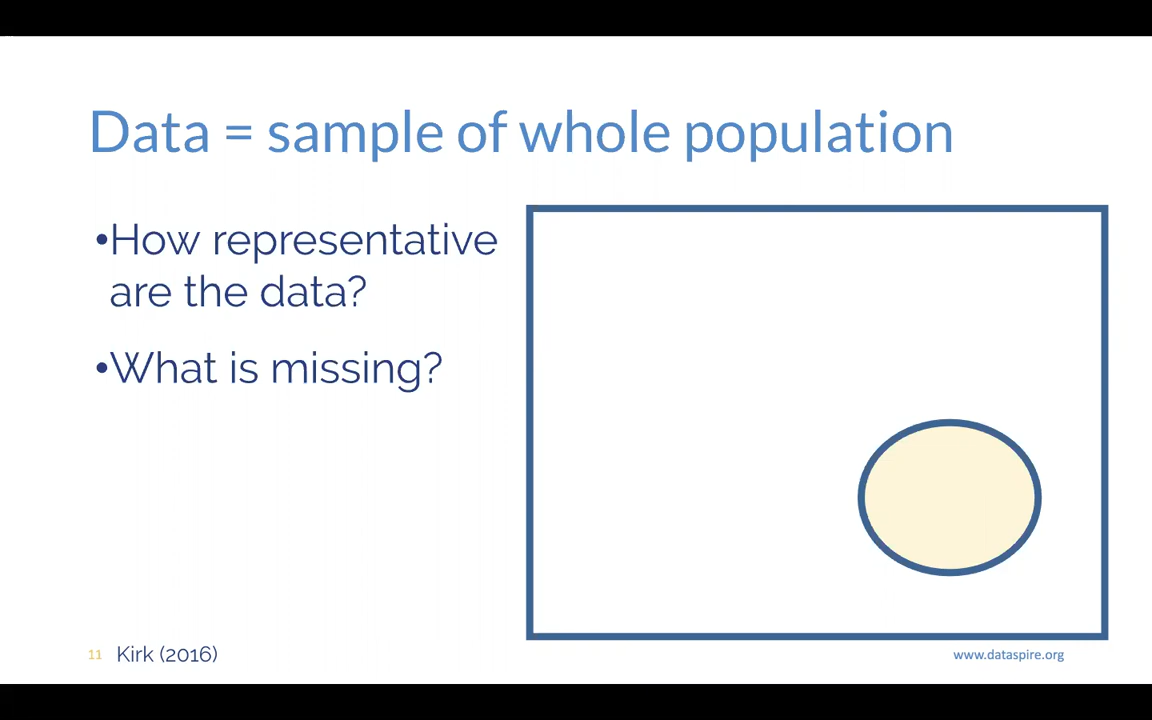 Data = sample of whole population
•How representative
are the data?
•What is missing?
11 Kirk (2016)
www.dataspire.org